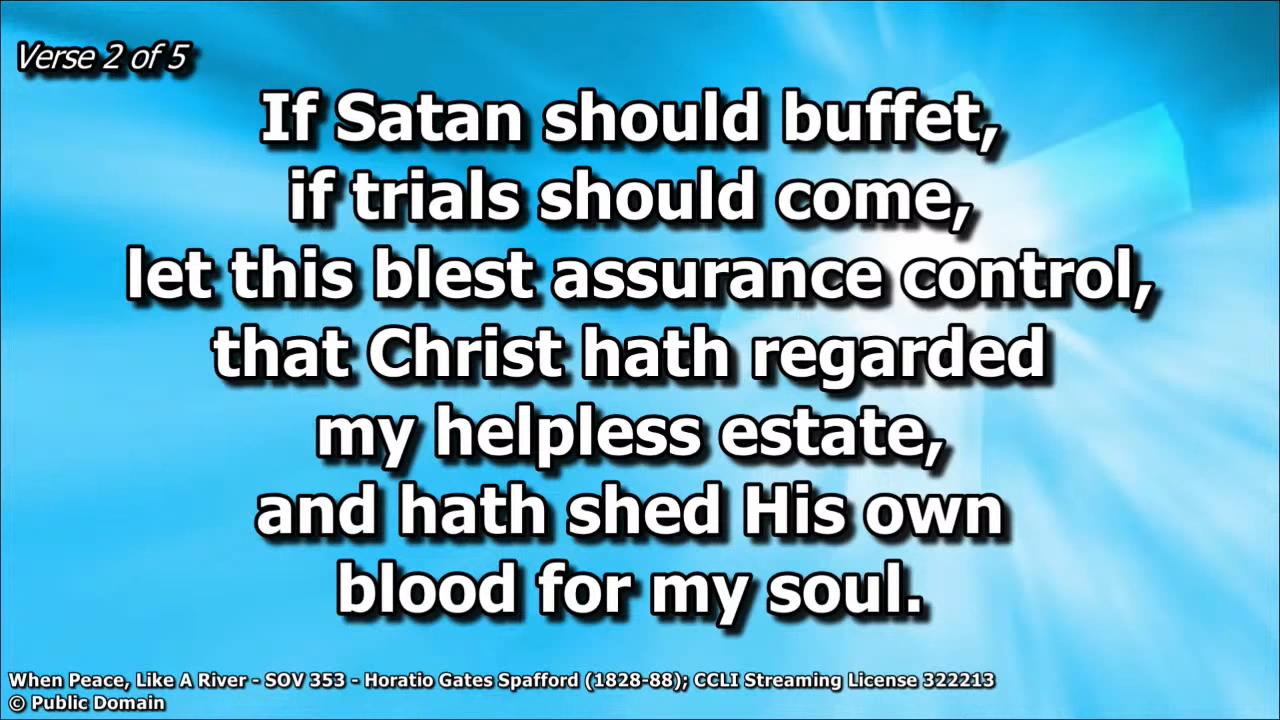 Verse 2 of 5
If Satan should buffet,
if trials should come,
let this blest assurance control,
that Christ hath regarded
my helpless estate,
and hath shed His own
blood for my soul.
When Peace, Like A River - SOV 353 - Horatio Gates Spafford (1828-88); CCLI Streaming License 322213
© Public Domain